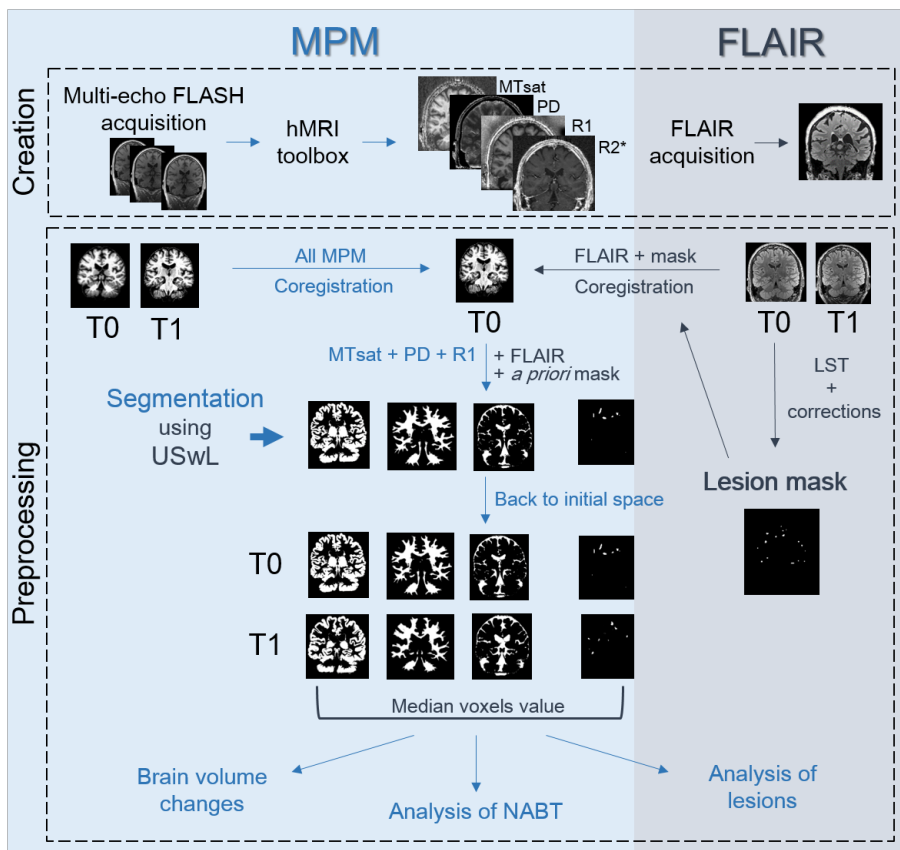 MPM
FLAIR
Creation
Multi-echo FLASH
acquisition
hMRI
toolbox
MTsat
PD
R1
R2*
FLAIR
acquisition
Preprocessing
T0
T1
All MPM
Coregistration
T0
FLAIR + mask
Coregistration
T0
T1
MTsat + PD + R1
+ FLAIR
+ a priori mask
LST
+
corrections
Segmentation
using
USwL
Lesion mask
Back to initial space
T0
T1
Median voxels value
Brain volume
changes
Analysis of NABT
Analysis of
lesions